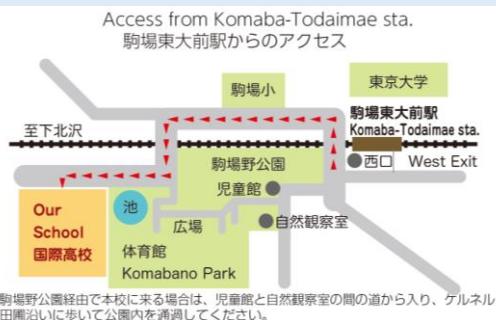 Access from Komaba-Todaimae sta.
駒場東大前駅からのアクセス
東京大学
駒場小
駒場東大前駅
至下北沢
Komaba-Todaimae sta.
西口 West Exit
駒場野公園
児童館
Our
School
国際高校
池
広場
自然観察室
体育館
Komabano Park
駒場野公園経由で本校に来る場合は、児童館と自然観察室の間の道から入り、ケルネル
田圃沿いに歩いて公園内を通過してください。